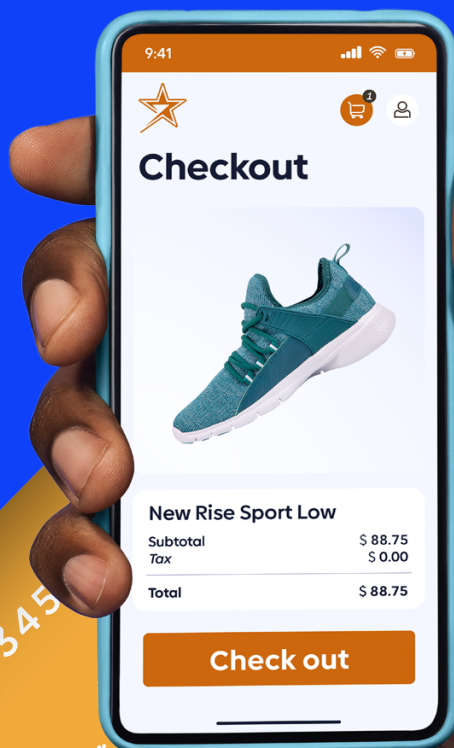 9:41
1
Checkout
New Rise Sport Low
Subtotal $ 88.75
Tax $ 0.00
Total $ 88.75
Check out
345